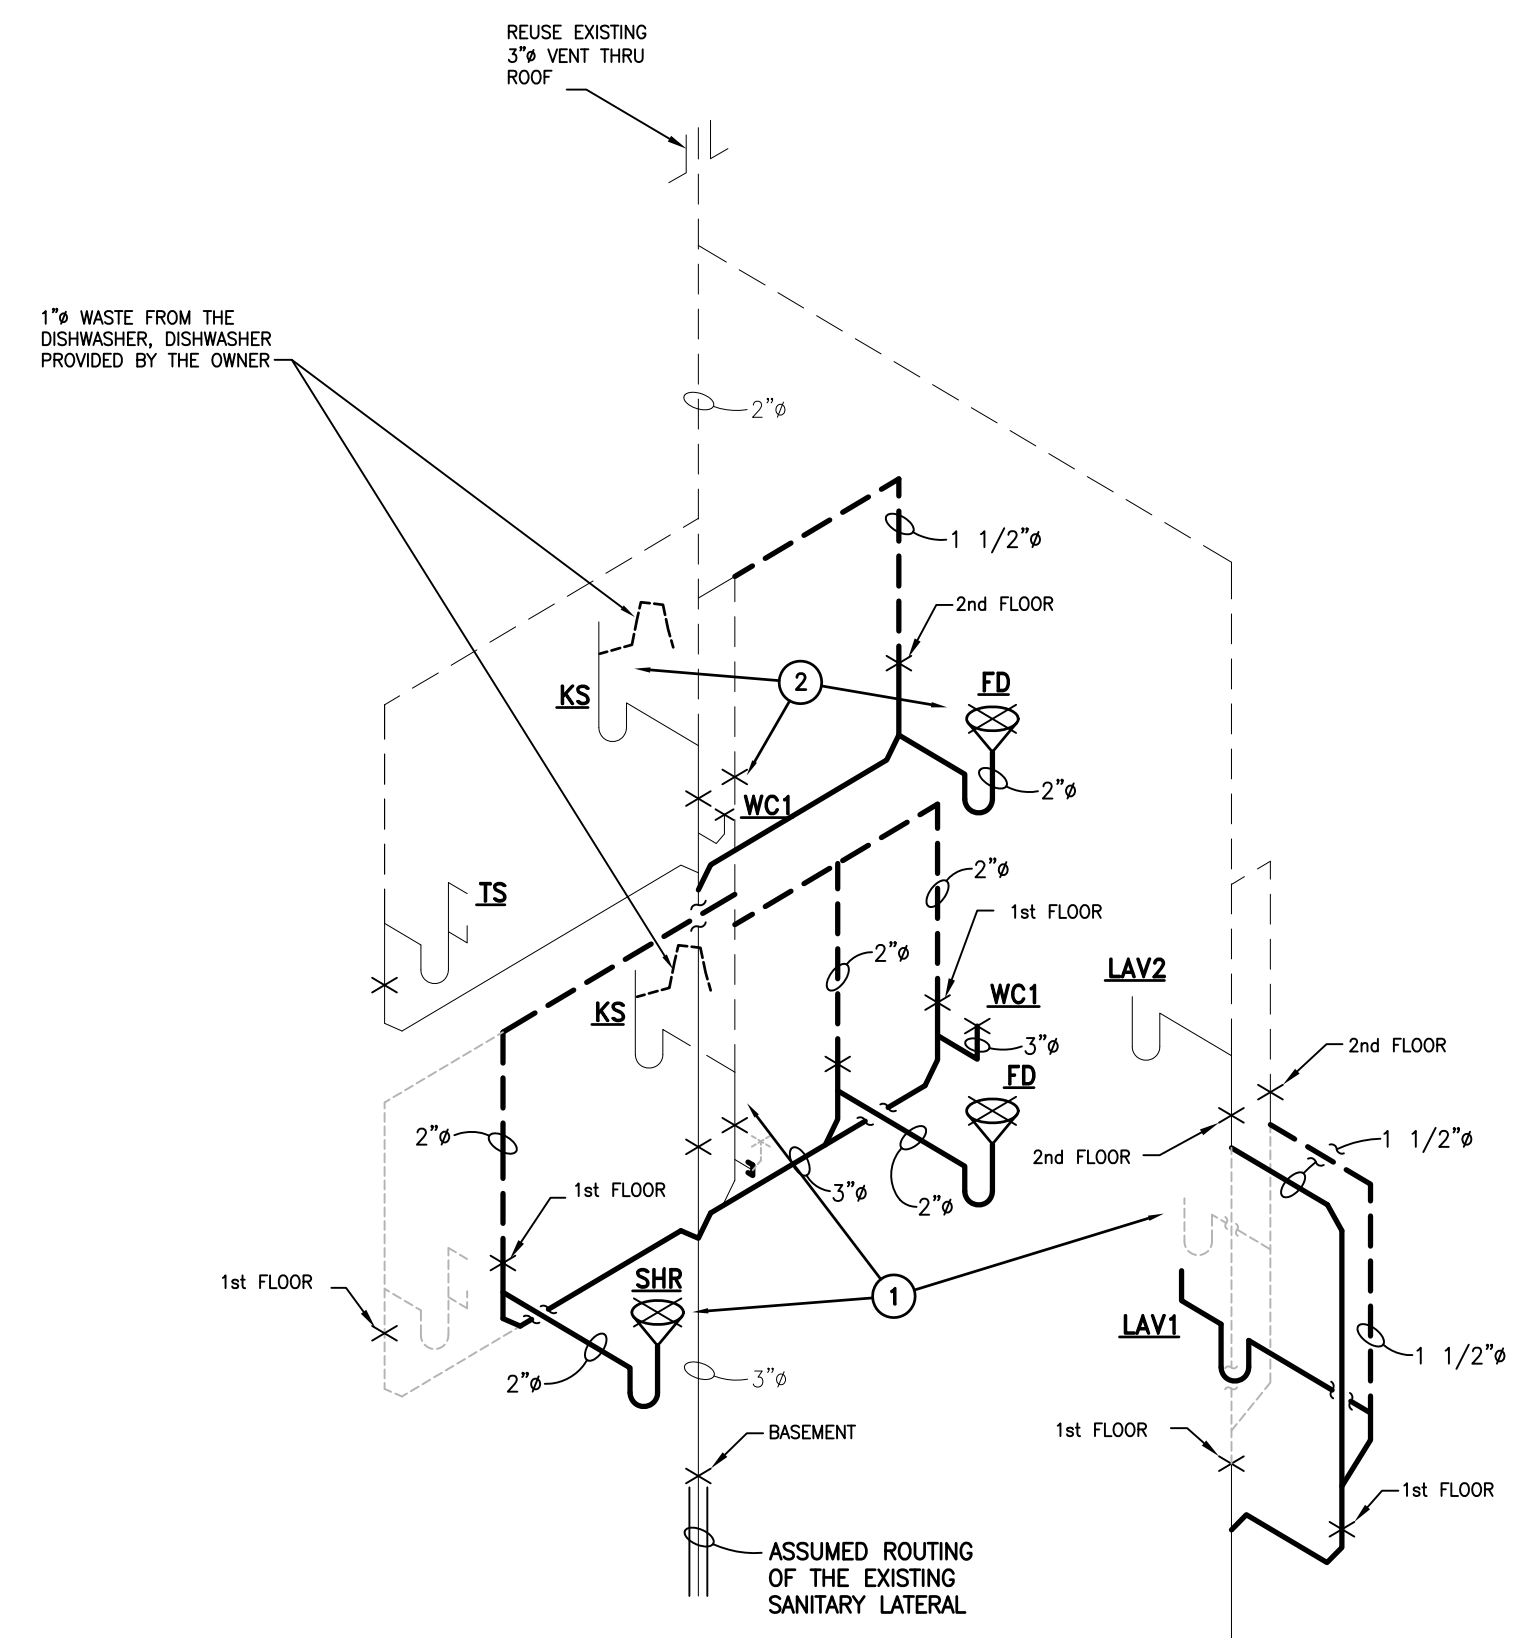 REUSE EXISTING
3"ø VENT THRU
ROOF
1"ø WASTE FROM THE
DISHWASHER, DISHWASHER
PROVIDED BY THE OWNER
2"ø
1 1/2"ø
2nd FLOOR
2
FD
KS
2"ø
WC1
2"ø
TS
1st FLOOR
2"ø
LAV2
WC1
KS
3"ø
2nd FLOOR
FD
2"ø
1 1/2"ø
2nd FLOOR
1st FLOOR
3"ø
2"ø
SHR
1st FLOOR
1
LAV1
1 1/2"ø
2"ø
3"ø
BASEMENT
1st FLOOR
1st FLOOR
ASSUMED ROUTING
OF THE EXISTING
SANITARY LATERAL